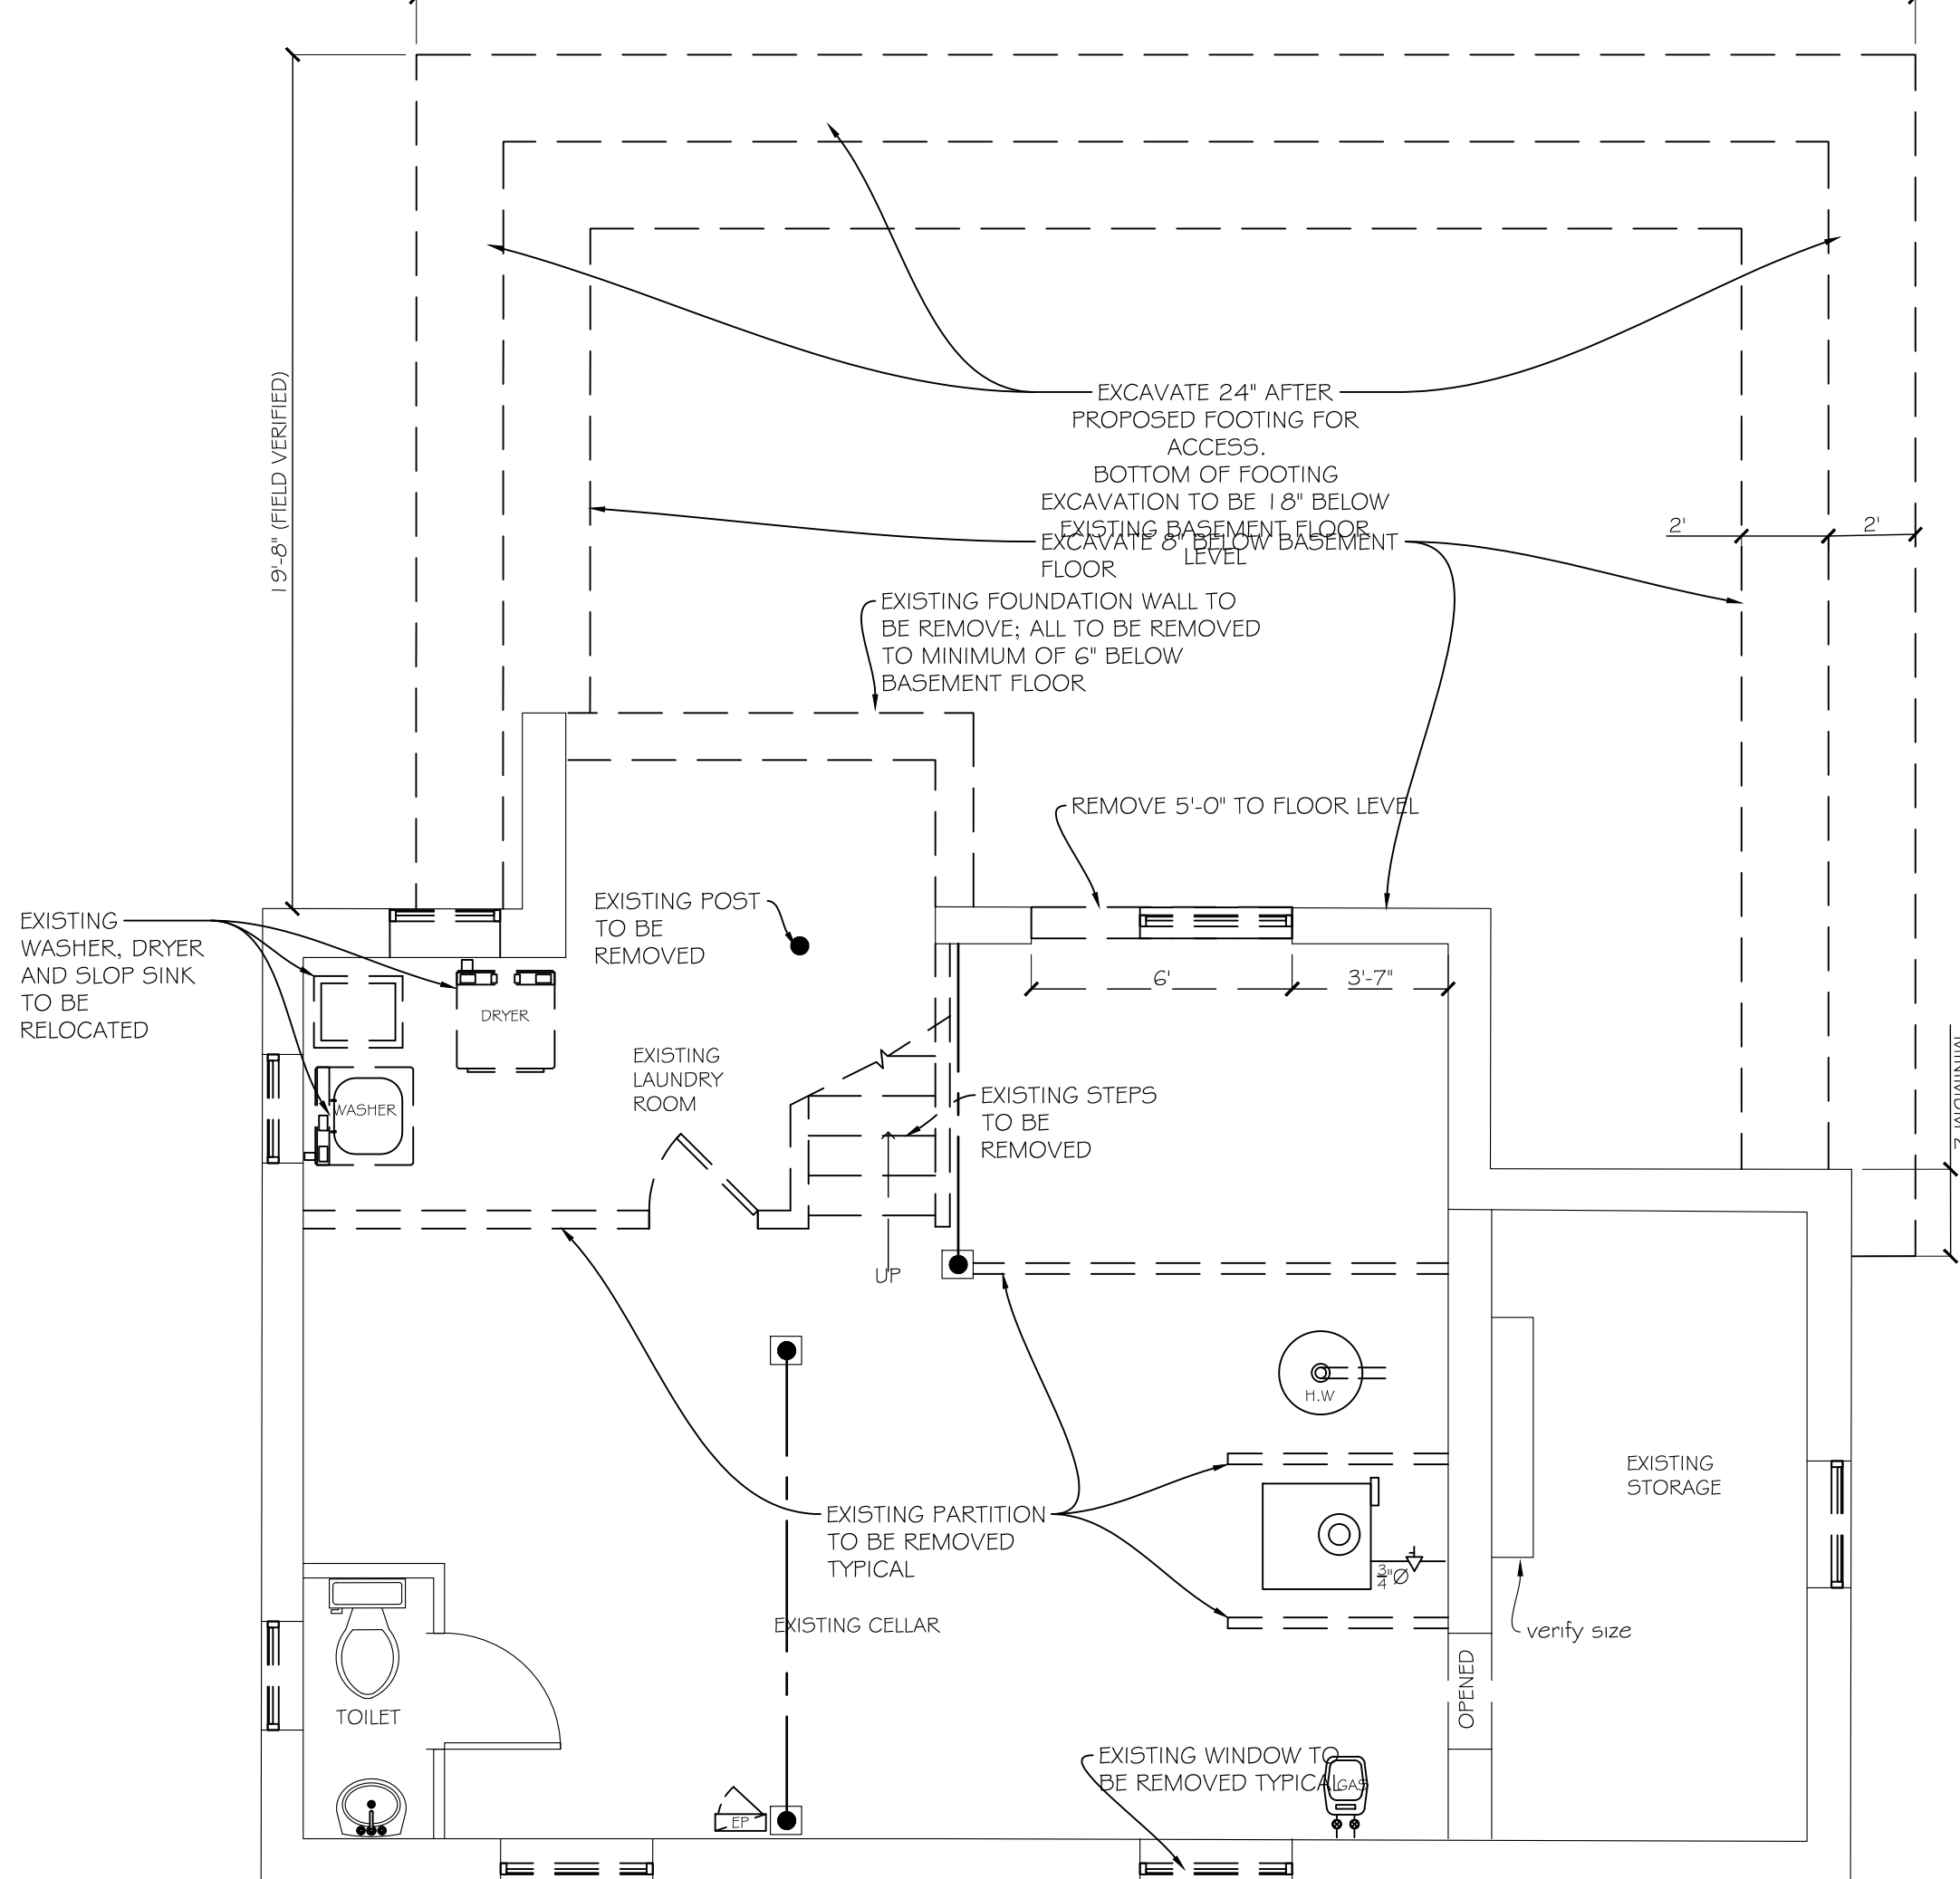 19'-8" (FIELD VERIFIED)
EXCAVATE 24" AFTER
PROPOSED FOOTING FOR
ACCESS.
BOTTOM OF FOOTING
EXCAVATION TO BE 18" BELOW
EXISTING BASEMENT FLOOR
LEVEL
EXCAVATE 8" BELOW BASEMENT
FLOOR
2'
2'
EXISTING FOUNDATION WALL TO
BE REMOVE; ALL TO BE REMOVED
TO MINIMUM OF 6" BELOW
BASEMENT FLOOR
REMOVE 5'-0" TO FLOOR LEVEL
EXISTING POST
TO BE
REMOVED
EXISTING
WASHER, DRYER
AND SLOP SINK
TO BE
RELOCATED
6'
3'-7"
DRYER
EXISTING
LAUNDRY
ROOM
WASHER
EXISTING STEPS
TO BE
REMOVED
MINIMUM 2'
UP
H.W
EXISTING
STORAGE
EXISTING PARTITION
TO BE REMOVED
TYPICAL
3/4"Ø
EXISTING CELLAR
verify size
OPENED
TOILET
EXISTING WINDOW TO
BE REMOVED TYPICAL
GAS
EP